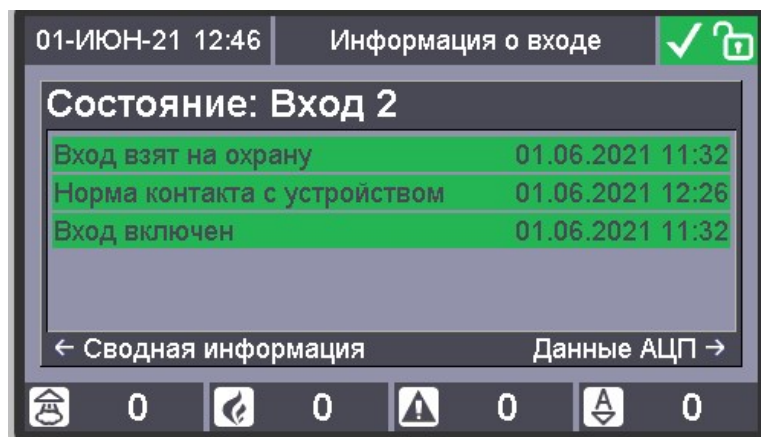 01-ИЮН-21 12:46 Информация о входе
Состояние: Вход 2
Вход взят на охрану 01.06.2021 11:32
Норма контакта с устройством 01.06.2021 12:26
Вход включен 01.06.2021 11:32
← Сводная информация Данные АЦП →
0 0 0 A 0